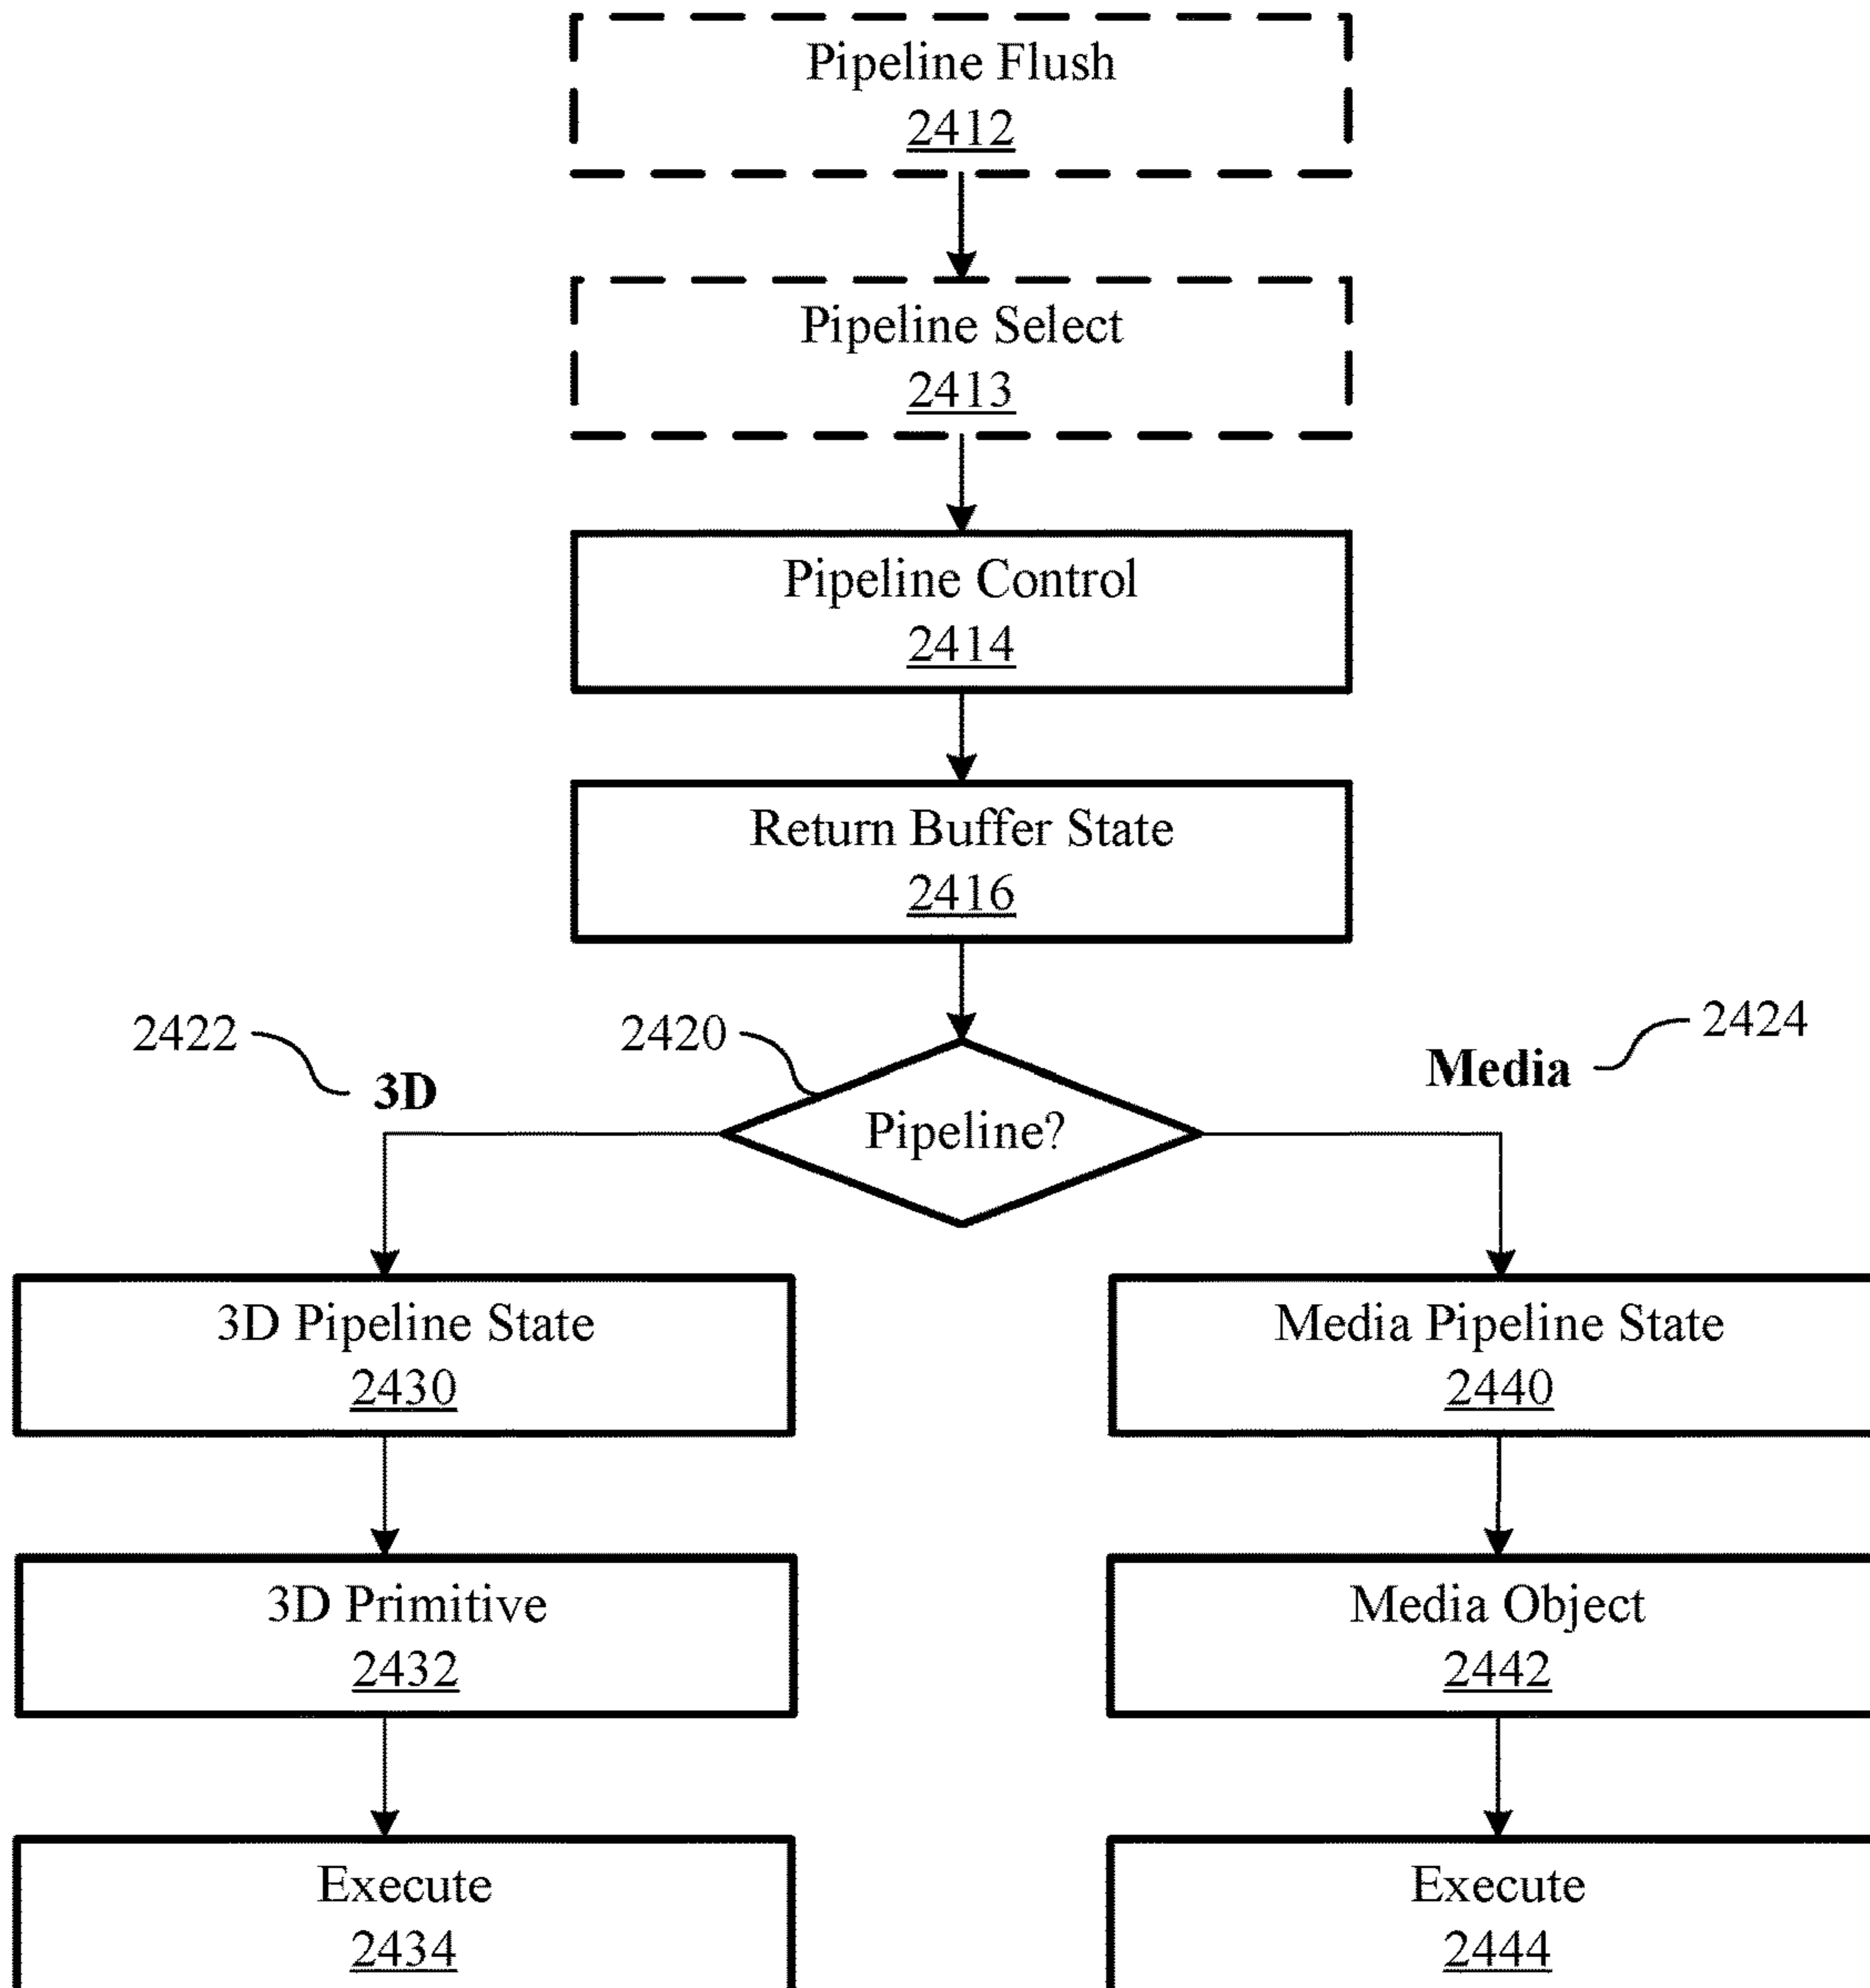 Pipeline Flush
2412
Pipeline Select
2413
Pipeline Control
2414
Return Buffer State
2416
2422
2420
2424
3D
Media
Pipeline?
3D Pipeline State
2430
Media Pipeline State
2440
3D Primitive
2432
Media Object
2442
Execute
2434
Execute
2444